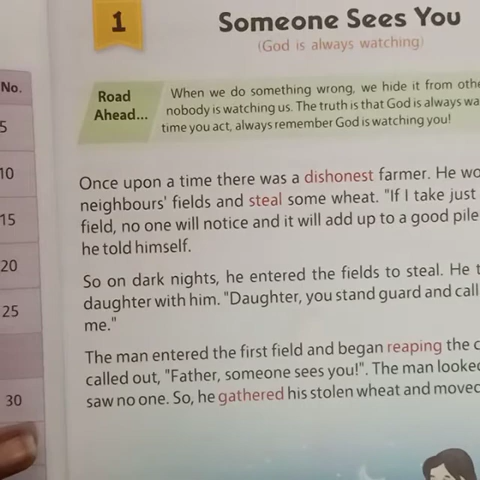 No.
5
10
15
20
25
30
1
Someone Sees You
(God is always watching)
Road
Ahead...
When we do something wrong, we hide it from
nobody is watching us. The truth is that God is always
time you act, always remember God is watching you!
Once upon a time there was a dishonest farmer. He
neighbours' fields and steal some wheat. "If I take just
field, no one will notice and it will add up to a good pile
he told himself.
So on dark nights, he entered the fields to steal. He
daughter with him. "Daughter, you stand guard and call
me."
The man entered the first field and began reaping the
called out, "Father, someone sees you!". The man looked
saw no one. So, he gathered his stolen wheat and moved